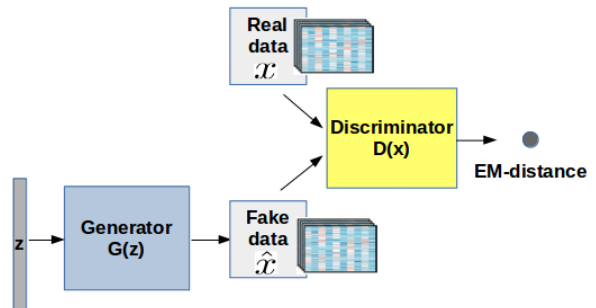 Real
data
x
Discriminator
D(x)
EM-distance
z
Generator
G(z)
Fake
data
x̂